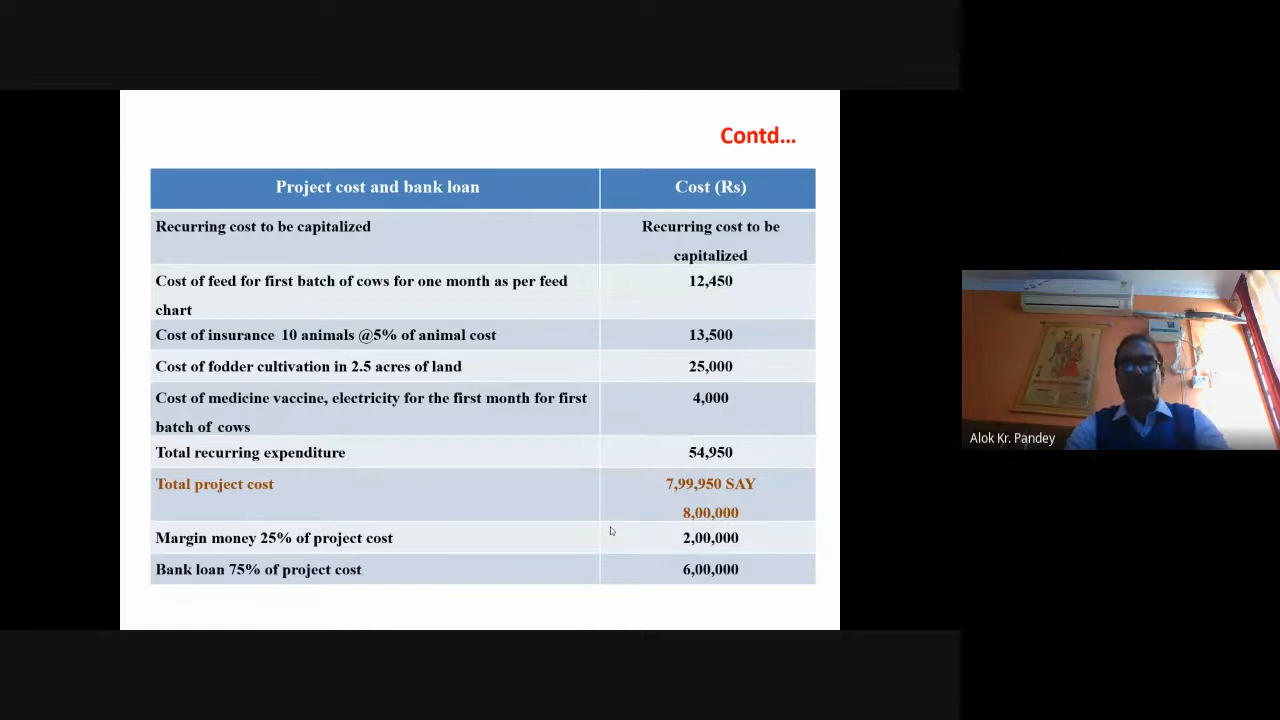 Contd...
Project cost and bank loan
Cost (Rs)
Recurring cost to be capitalized
Recurring cost to be
capitalized
Cost of feed for first batch of cows for one month as per feed
chart
12,450
Cost of insurance 10 animals @5% of animal cost
13,500
Cost of fodder cultivation in 2.5 acres of land
25,000
Cost of medicine vaccine, electricity for the first month for first
batch of cows
4,000
Total recurring expenditure
54,950
Total project cost
7,99,950 SAY
8,00,000
Margin money 25% of project cost
2,00,000
Bank loan 75% of project cost
6,00,000
Alok Kr. Pandey